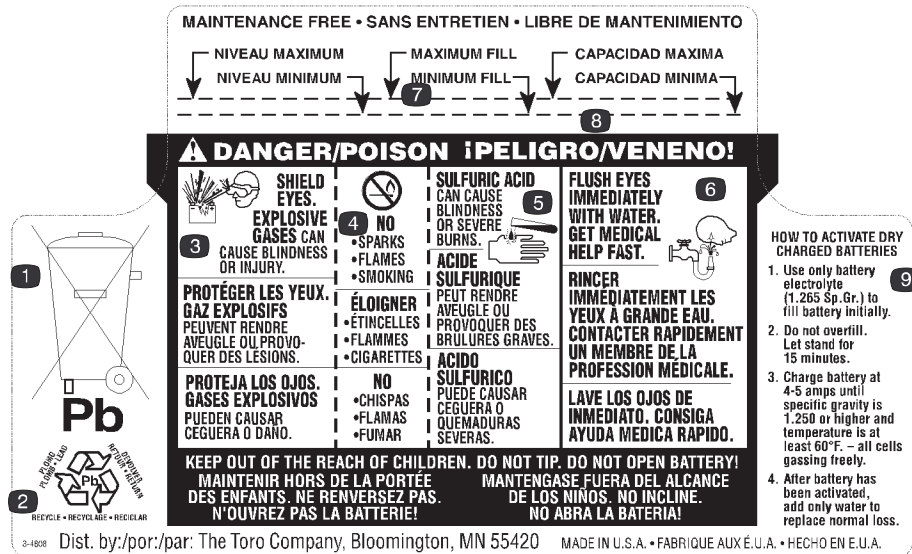 MAINTENANCE FREE • SANS ENTRETIEN • LIBRE DE MANTENIMIENTO
NIVEAU MAXIMUM
MAXIMUM FILL
CAPACIDAD MAXIMA
NIVEAU MINIMUM
MINIMUM FILL
CAPACIDAD MINIMA
7
8
DANGER/POISON ¡PELIGRO/VENENO!
1
Pb
2
PLOMO
PLOMB • LEAD
DEVOLVER
RETOUR • RETURN
Pb
RECYCLE • RECYCLAGE • RECICLAR
3
SHIELD
EYES.
EXPLOSIVE
GASES CAN
CAUSE BLINDNESS
OR INJURY.
PROTÉGER LES YEUX.
GAZ EXPLOSIFS
PEUVENT RENDRE
AVEUGLE OU PROVO-
QUER DES LESIONS.
PROTEJA LOS OJOS.
GASES EXPLOSIVOS
PUEDEN CAUSAR
CEGUERA O DAÑO.
4
NO
•SPARKS
•FLAMES
•SMOKING
ÉLOIGNER
•ÉTINCELLES
•FLAMMES
•CIGARETTES
NO
•CHISPAS
•FLAMAS
•FUMAR
SULFURIC ACID
CAN CAUSE
BLINDNESS
OR SEVERE
BURNS.
5
ACIDE
SULFURIQUE
PEUT RENDRE
AVEUGLE OU
PROVOQUER DES
BRULURES GRAVES.
ACIDO
SULFURICO
PUEDE CAUSAR
CEGUERA O
QUEMADURAS
SEVERAS.
FLUSH EYES
IMMEDIATELY
WITH WATER.
GET MEDICAL
HELP FAST.
6
RINCER
IMMÉDIATEMENT LES
YEUX À GRANDE EAU.
CONTACTER RAPIDEMENT
UN MEMBRE DE LA
PROFESSION MÉDICALE.
LAVE LOS OJOS DE
INMEDIATO. CONSIGA
AYUDA MEDICA RAPIDO.
KEEP OUT OF THE REACH OF CHILDREN. DO NOT TIP. DO NOT OPEN BATTERY!
MAINTENIR HORS DE LA PORTÉE
DES ENFANTS. NE RENVERSEZ PAS.
N'OUVREZ PAS LA BATTERIE!
MANTENGASE FUERA DEL ALCANCE
DE LOS NIÑOS. NO INCLINE.
NO ABRA LA BATERIA!
HOW TO ACTIVATE DRY
CHARGED BATTERIES
9
1. Use only battery
electrolyte
(1.265 Sp.Gr.) to
fill battery initially.
2. Do not overfill.
Let stand for
15 minutes.
3. Charge battery at
4-5 amps until
specific gravity is
1.250 or higher and
temperature is at
least 60°F. – all cells
gassing freely.
4. After battery has
been activated,
add only water to
replace normal loss.
3-4808 Dist. by:/por:/par: The Toro Company, Bloomington, MN 55420 MADE IN U.S.A. • FABRIQUE AUX É.U.A. • HECHO EN E.U.A.